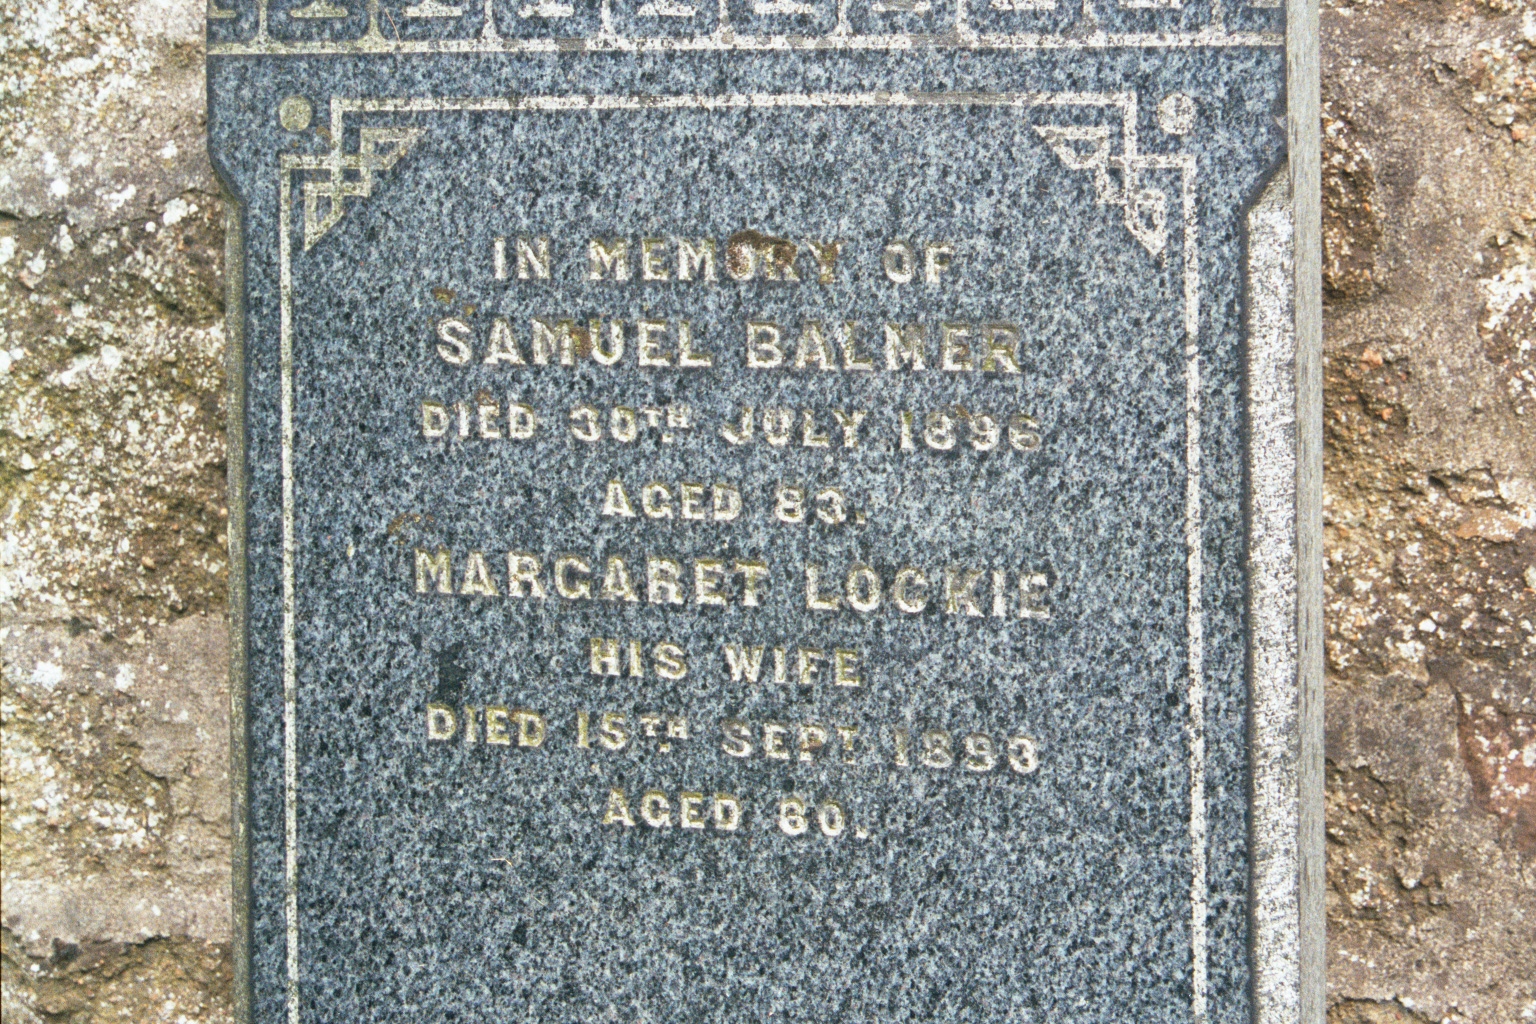 IN MEMORY OF
SAMUEL BALMER
DIED 30TH JULY 1896
AGED 83.
MARGARET LOCKIE
HIS WIFE
DIED 15TH SEPT 1893
AGED 80.